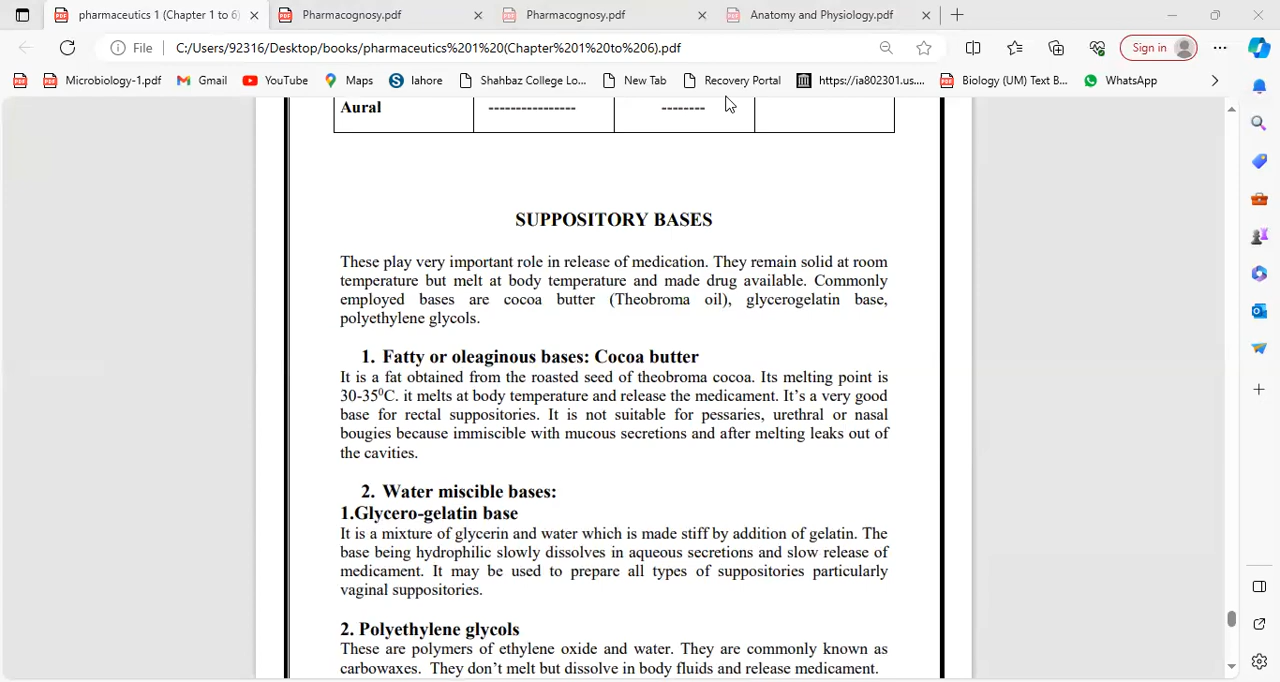 pharmaceutics 1 (Chapter 1 to 6)
Pharmacognosy.pdf
Pharmacognosy.pdf
Anatomy and Physiology.pdf
File
C:/Users/92316/Desktop/books/pharmaceutics%201%20(Chapter%201%20to%206).pdf
Sign in
Microbiology-1.pdf
Gmail
YouTube
Maps
lahore
Shahbaz College Lo...
New Tab
Recovery Portal
https://ia802301.us....
Biology (UM) Text B...
WhatsApp
Aural ---------------- --------
SUPPOSITORY BASES
These play very important role in release of medication. They remain solid at room
temperature but melt at body temperature and made drug available. Commonly
employed bases are cocoa butter (Theobroma oil), glycerogelatin base,
polyethylene glycols.
1. Fatty or oleaginous bases: Cocoa butter
It is a fat obtained from the roasted seed of theobroma cocoa. Its melting point is
30-35⁰C. it melts at body temperature and release the medicament. It’s a very good
base for rectal suppositories. It is not suitable for pessaries, urethral or nasal
bougies because immiscible with mucous secretions and after melting leaks out of
the cavities.
2. Water miscible bases:
1.Glycero-gelatin base
It is a mixture of glycerin and water which is made stiff by addition of gelatin. The
base being hydrophilic slowly dissolves in aqueous secretions and slow release of
medicament. It may be used to prepare all types of suppositories particularly
vaginal suppositories.
2. Polyethylene glycols
These are polymers of ethylene oxide and water. They are commonly known as
carbowaxes. They don’t melt but dissolve in body fluids and release medicament.